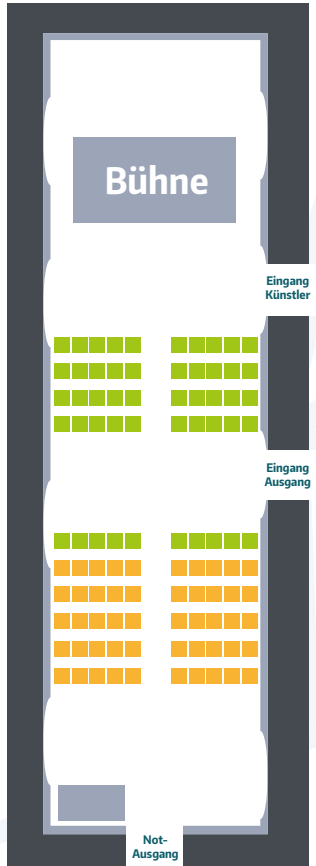 Bühne
Eingang
Künstler
Eingang
Ausgang
Not-
Ausgang